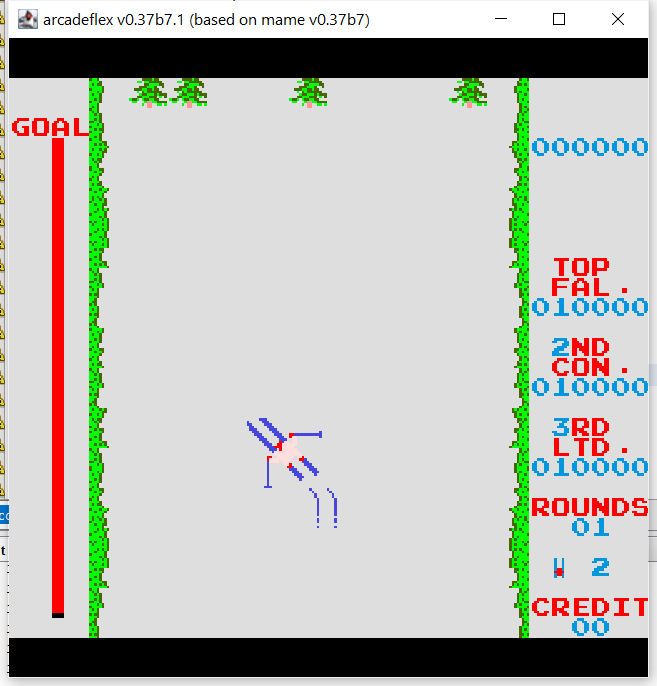 arcadeflex v0.37b7.1 (based on mame v0.37b7)
GOAL
000000
TOP
FAL.
010000
2ND
CON.
010000
3RD
LTD.
010000
ROUNDS
01
2
CREDIT
00